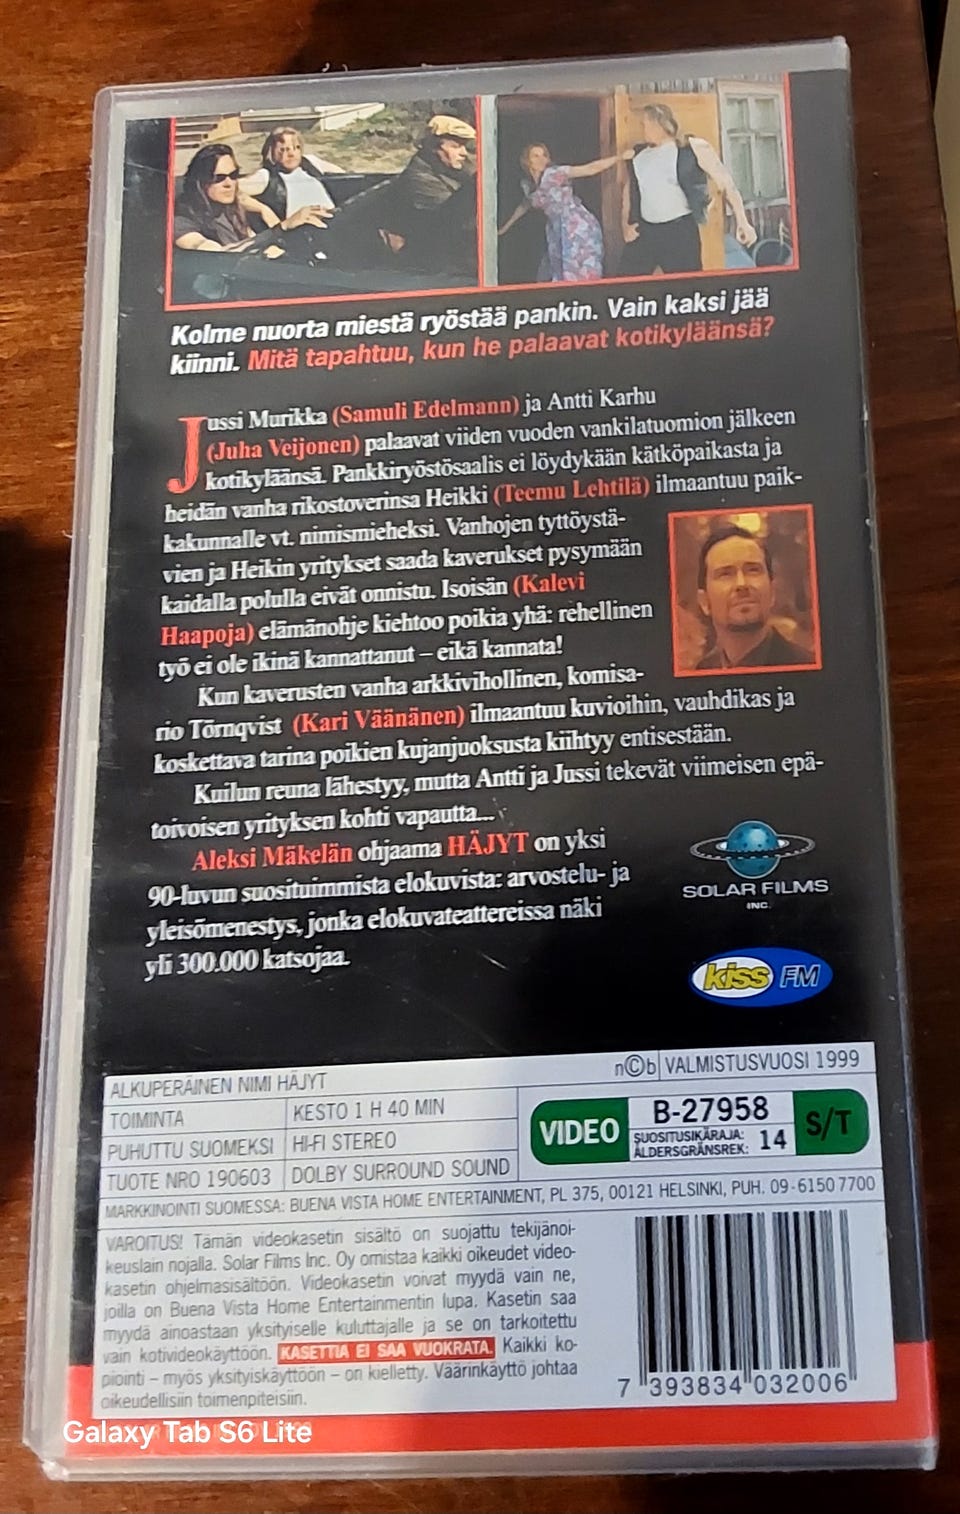 Kolme nuorta miestä ryöstää pankin. Vain kaksi jää
kiinni. Mitä tapahtuu, kun he palaavat kotikyläänsä?
Jussi Murikka (Samuli Edelmann) ja Antti Karhu
(Juha Veijonen) palaavat viiden vuoden vankilatuomion jälkeen
kotikyläänsä. Pankkiryöstösaalis ei löydykään kätköpaikasta ja
heidän vanha rikostoverinsa Heikki (Teemu Lehtilä) ilmaantuu paik-
kakunnalle vt. nimismieheksi. Vanhojen tyttöystä-
vien ja Heikin yritykset saada kaverukset pysymään
kaidalla polulla eivät onnistu. Isoisän (Kalevi
Haapoja) elämänohje kiehtoo poikia yhä: rehellinen
työ ei ole ikinä kannattanut – eikä kannata!
Kun kaverusten vanha arkkivihollinen, komisa-
rio Törnqvist (Kari Väänänen) ilmaantuu kuvioihin, vauhdikas ja
koskettava tarina poikien kujanjuoksusta kiihtyy entisestään.
Kuilun reuna lähestyy, mutta Antti ja Jussi tekevät viimeisen epä-
toivoisen yrityksen kohti vapautta...
Aleksi Mäkelän ohjaama HÄJYT on yksi
90-luvun suosituimmista elokuvista: arvostelu- ja
yleisömenestys, jonka elokuvateattereissa näki
yli 300.000 katsojaa.
SOLAR FILMS
INC.
kiss FM
ALKUPERÄINEN NIMI HÄJYT
n©b VALMISTUSVUOSI 1999
TOIMINTA KESTO 1 H 40 MIN
PUHUTTU SUOMEKSI HI-FI STEREO
TUOTE NRO 190603 DOLBY SURROUND SOUND
VIDEO B-27958 S/T
SUOSITUSIKÄRAJA:
ÅLDERSGRÄNSREK: 14
MARKKINOINTI SUOMESSA: BUENA VISTA HOME ENTERTAINMENT, PL 375, 00121 HELSINKI, PUH. 09-6150 7700
VAROITUS! Tämän videokasetin sisältö on suojattu tekijänoi-
keuslain nojalla. Solar Films Inc. Oy omistaa kaikki oikeudet video-
kasetin ohjelmasisältöön. Videokasetin voivat myydä vain ne,
joilla on Buena Vista Home Entertainmentin lupa. Kasetin saa
myydä ainoastaan yksityiselle kuluttajalle ja se on tarkoitettu
vain kotivideokäyttöön. KASETTIA EI SAA VUOKRATA. Kaikki ko-
piointi – myös yksityiskäyttöön – on kielletty. Väärinkäyttö johtaa
oikeudellisiin toimenpiteisiin.
7 393834 032006
Galaxy Tab S6 Lite